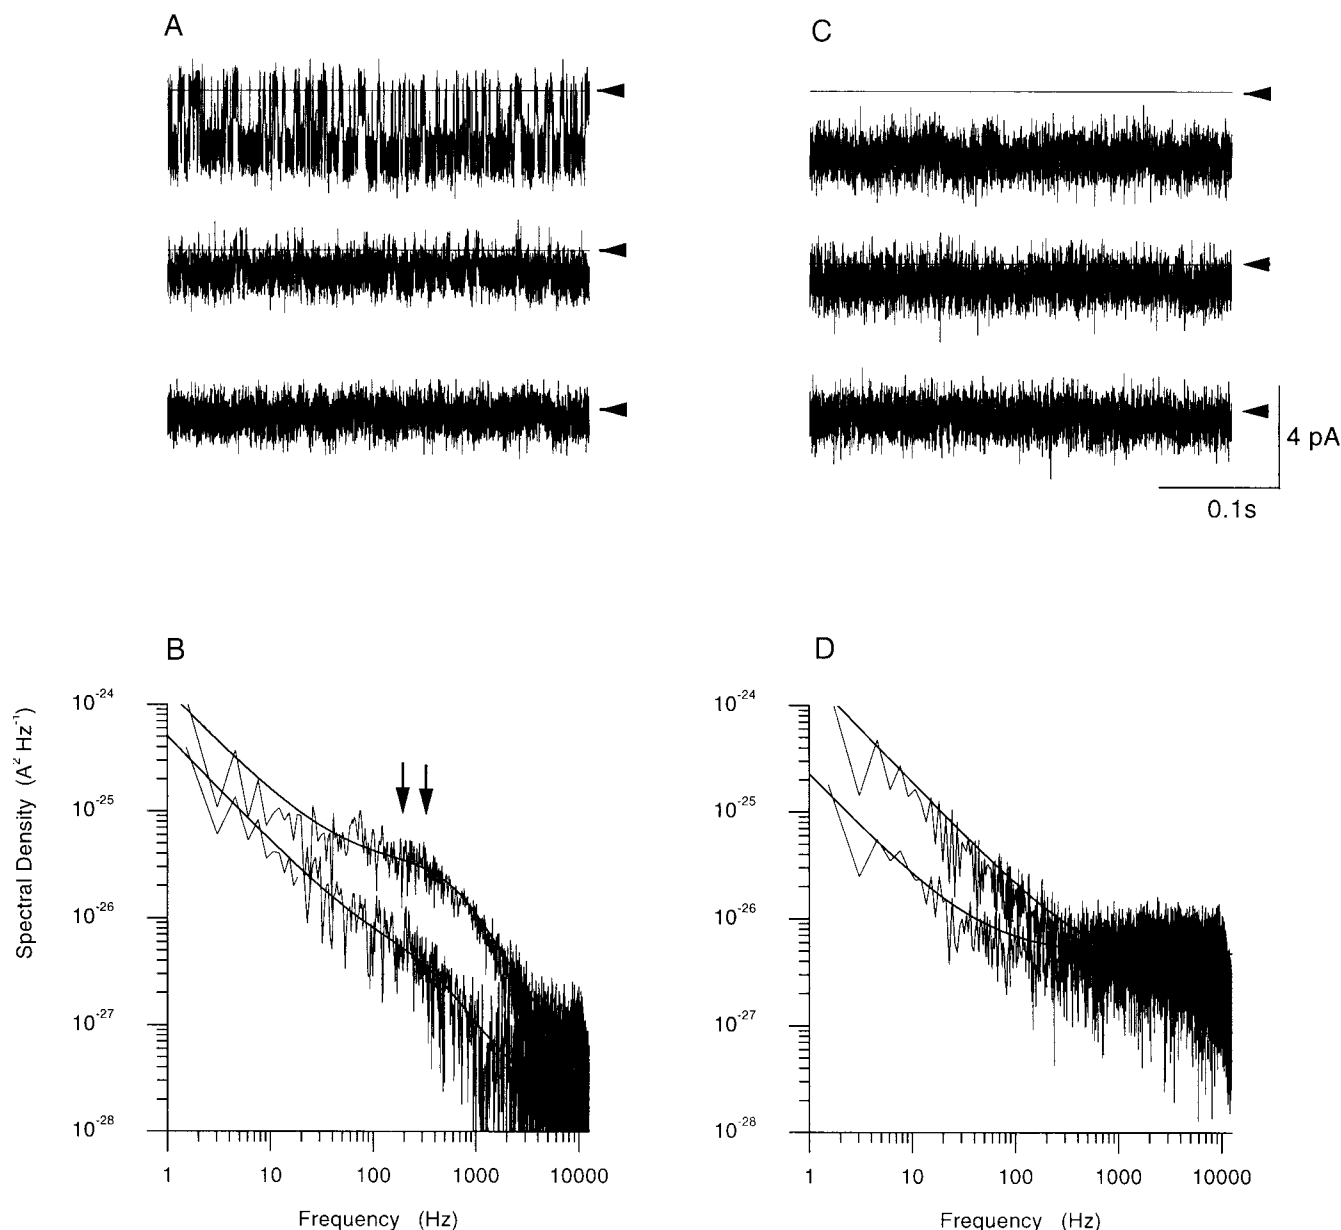 A
C
4 pA
0.1s
B
D
Spectral Density (A² Hz⁻¹)
10⁻²⁴
10⁻²⁵
10⁻²⁶
10⁻²⁷
10⁻²⁸
1 10 100 1000 10000
Frequency (Hz)
10⁻²⁴
10⁻²⁵
10⁻²⁶
10⁻²⁷
10⁻²⁸
1 10 100 1000 10000
Frequency (Hz)